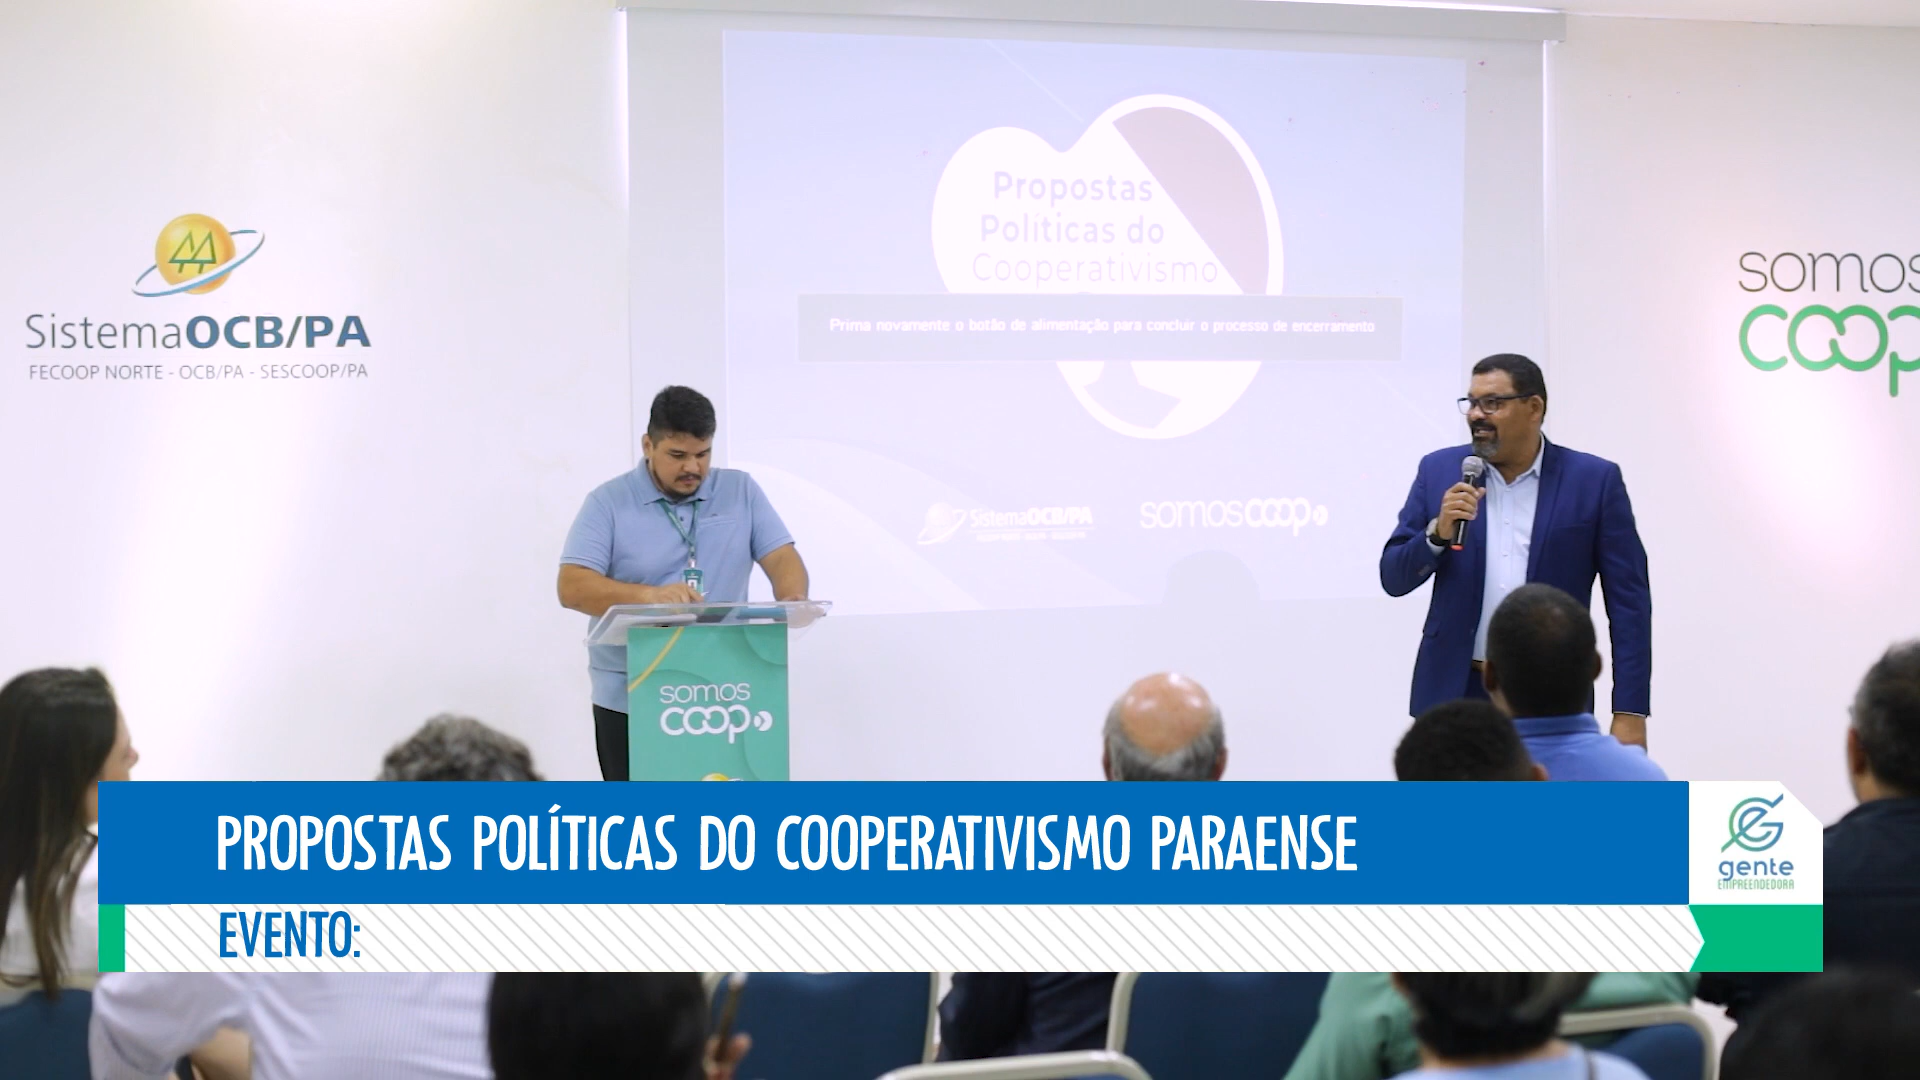 SistemaOCB/PA
FECOOP NORTE - OCB/PA - SESCOOP/PA
Propostas
Políticas do
Cooperativismo
Prima novamente o botão de alimentação para concluir o processo de encerramento
SistemaOCB/PA
somoscoop
somos
coop
somos
coop
PROPOSTAS POLÍTICAS DO COOPERATIVISMO PARAENSE
EVENTO:
gente
EMPREENDEDORA